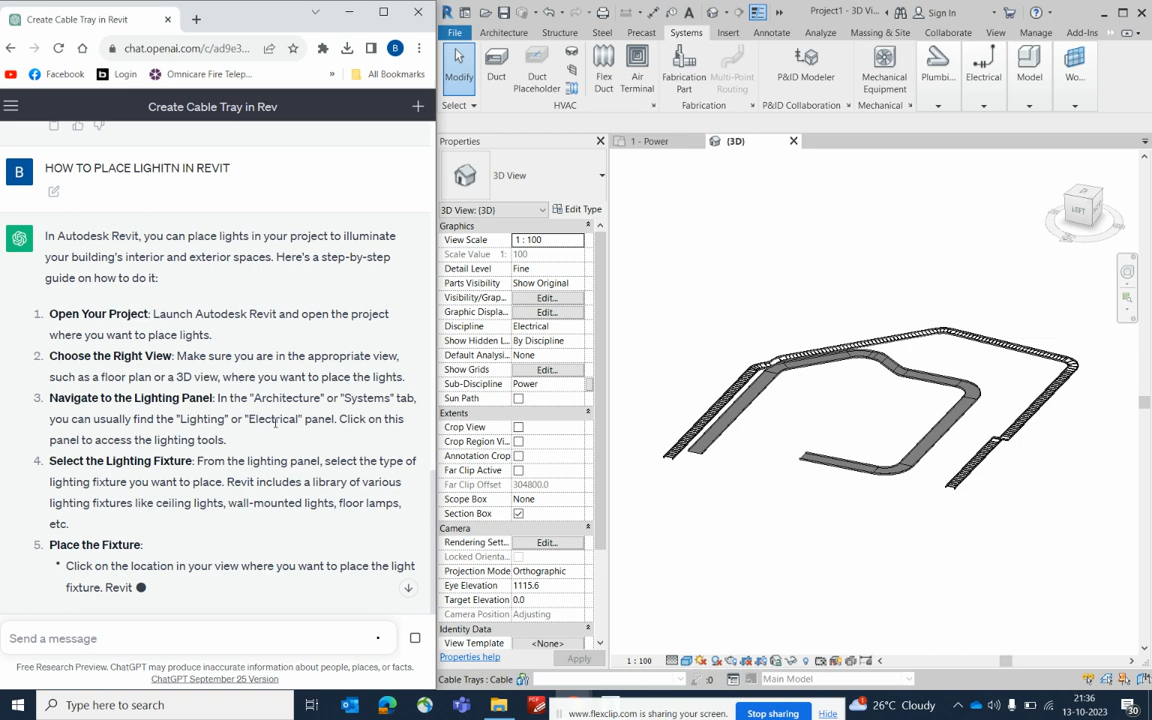 Create Cable Tray in Revit
chat.openai.com/c/ad9e3...
B
Facebook
Login
Omnicare Fire Telep...
»
All Bookmarks
Create Cable Tray in Rev
B
HOW TO PLACE LIGHITN IN REVIT
In Autodesk Revit, you can place lights in your project to illuminate
your building's interior and exterior spaces. Here's a step-by-step
guide on how to do it:
1. Open Your Project: Launch Autodesk Revit and open the project
where you want to place lights.
2. Choose the Right View: Make sure you are in the appropriate view,
such as a floor plan or a 3D view, where you want to place the lights.
3. Navigate to the Lighting Panel: In the "Architecture" or "Systems" tab,
you can usually find the "Lighting" or "Electrical" panel. Click on this
panel to access the lighting tools.
4. Select the Lighting Fixture: From the lighting panel, select the type of
lighting fixture you want to place. Revit includes a library of various
lighting fixtures like ceiling lights, wall-mounted lights, floor lamps,
etc.
5. Place the Fixture:
• Click on the location in your view where you want to place the light
fixture. Revit
Send a message
Free Research Preview. ChatGPT may produce inaccurate information about people, places, or facts.
ChatGPT September 25 Version
Project1 - 3D Vi...
Sign In
File Architecture Structure Steel Precast Systems Insert Annotate Analyze Massing & Site Collaborate View Manage Add-Ins
Modify
Duct
Duct
Placeholder
Flex
Duct
Air
Terminal
Fabrication
Part
Multi-Point
Routing
P&ID Modeler
Mechanical
Equipment
Plumbi...
Electrical
Model
Wo...
Select
HVAC
Fabrication
P&ID Collaboration
Mechanical
Properties
1 - Power
(3D)
3D View
3D View: {3D}
Edit Type
Graphics
View Scale 1 : 100
Scale Value 1: 100
Detail Level Fine
Parts Visibility Show Original
Visibility/Grap... Edit...
Graphic Displa... Edit...
Discipline Electrical
Show Hidden L... By Discipline
Default Analysi... None
Show Grids Edit...
Sub-Discipline Power
Sun Path
Extents
Crop View
Crop Region Vi...
Annotation Crop
Far Clip Active
Far Clip Offset 304800.0
Scope Box None
Section Box
Camera
Rendering Sett... Edit...
Locked Orienta...
Projection Mode Orthographic
Eye Elevation 1115.6
Target Elevation 0.0
Camera Position Adjusting
Identity Data
View Template <None>
Properties help
Apply
LEFT
1 : 100
Cable Trays : Cable
:0
Main Model
Type here to search
www.flexclip.com is sharing your screen.
Stop sharing
Hide
26°C Cloudy
21:36
13-10-2023
30